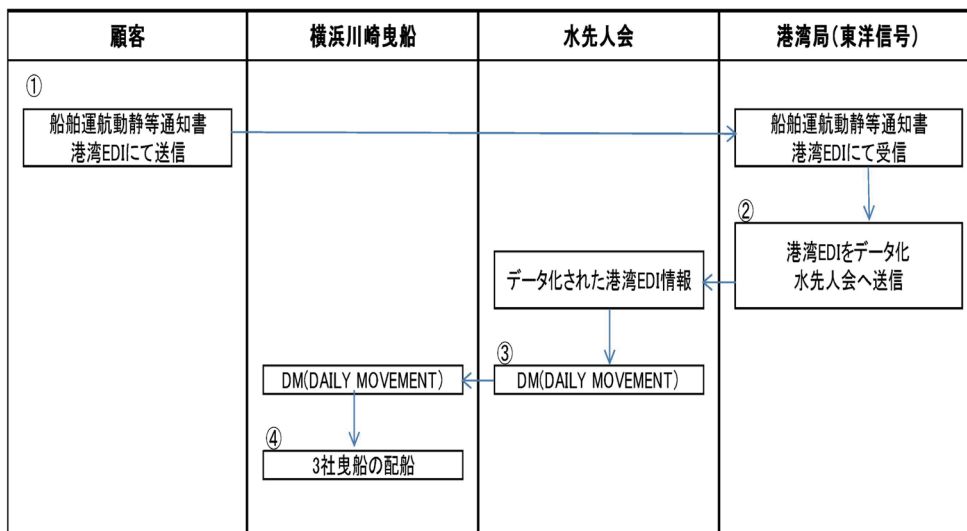 顧客
横浜川崎曳船
水先人会
港湾局(東洋信号)
①
船舶運航動静等通知書
港湾EDIにて送信
船舶運航動静等通知書
港湾EDIにて受信
②
港湾EDIをデータ化
水先人会へ送信
データ化された港湾EDI情報
③
DM(DAILY MOVEMENT)
DM(DAILY MOVEMENT)
④
3社曳船の配船